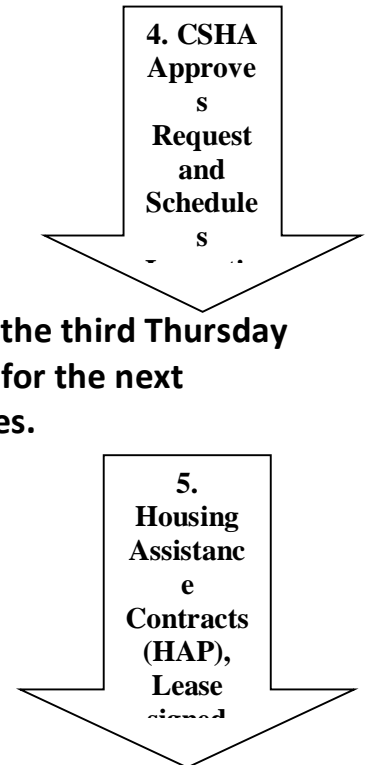 4. CSHA
Approve
s
Request
and
Schedule
s
the third Thursday
for the next
es.
5.
Housing
Assistanc
e
Contracts
(HAP),
Lease